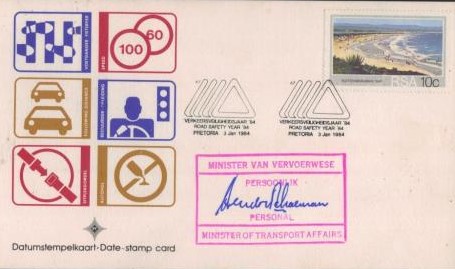 SPEED
60
100
RSA 10c
VERKEERSVEILIGHEIDSJAAR '84
ROAD SAFETY YEAR '84
PRETORIA 3 Jan 1984
VERKEERSVEILIGHEIDSJAAR '84
ROAD SAFETY YEAR '84
PRETORIA 3 Jan 1984
MINISTER VAN VERVOERWESE
PERSOONLIK
PERSONAL
MINISTER OF TRANSPORT AFFAIRS
Datumstempelkaart · Date-stamp card